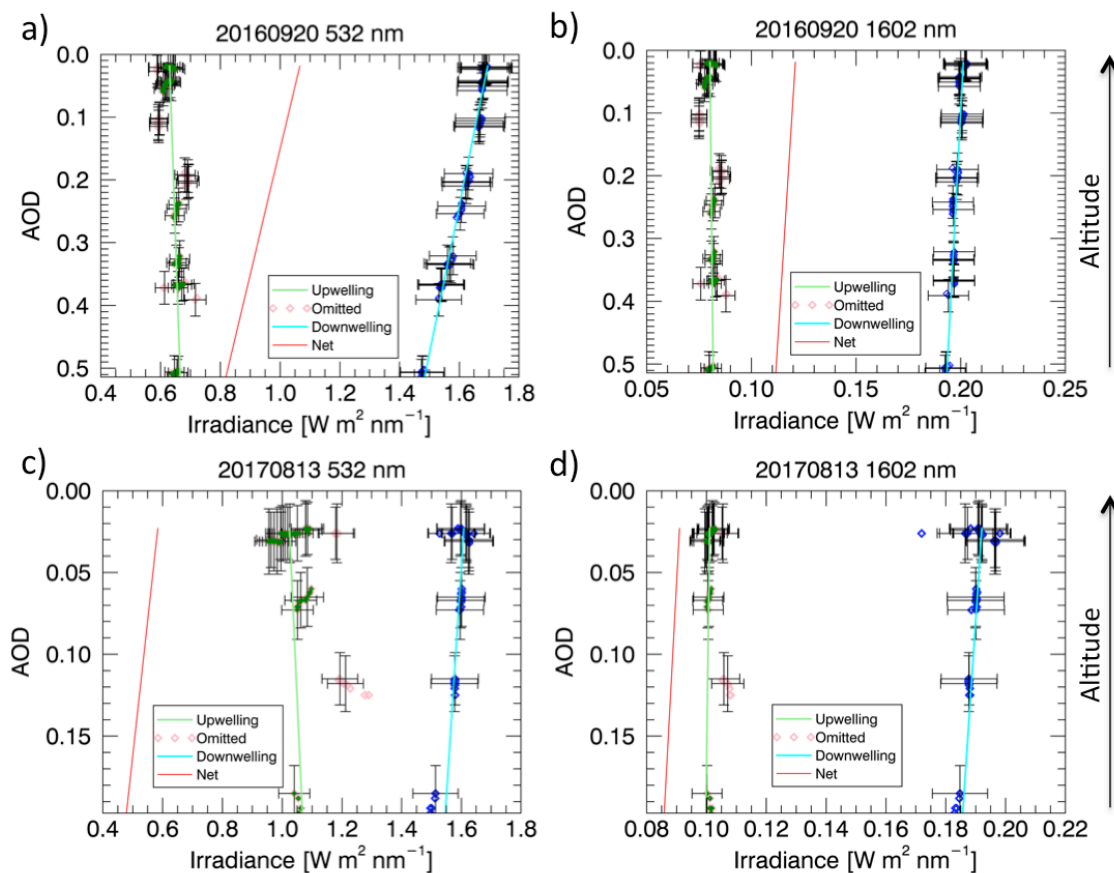 a) 20160920 532 nm
0.0
0.1
0.2
0.3
0.4
0.5
AOD
Upwelling
Omitted
Downwelling
Net
0.4 0.6 0.8 1.0 1.2 1.4 1.6 1.8
Irradiance [W m² nm⁻¹]
b) 20160920 1602 nm
0.0
0.1
0.2
0.3
0.4
0.5
AOD
Upwelling
Omitted
Downwelling
Net
0.05 0.10 0.15 0.20 0.25
Irradiance [W m² nm⁻¹]
Altitude
c) 20170813 532 nm
0.00
0.05
0.10
0.15
AOD
Upwelling
Omitted
Downwelling
Net
0.4 0.6 0.8 1.0 1.2 1.4 1.6 1.8
Irradiance [W m² nm⁻¹]
d) 20170813 1602 nm
0.00
0.05
0.10
0.15
AOD
Upwelling
Omitted
Downwelling
Net
0.08 0.10 0.12 0.14 0.16 0.18 0.20 0.22
Irradiance [W m² nm⁻¹]
Altitude